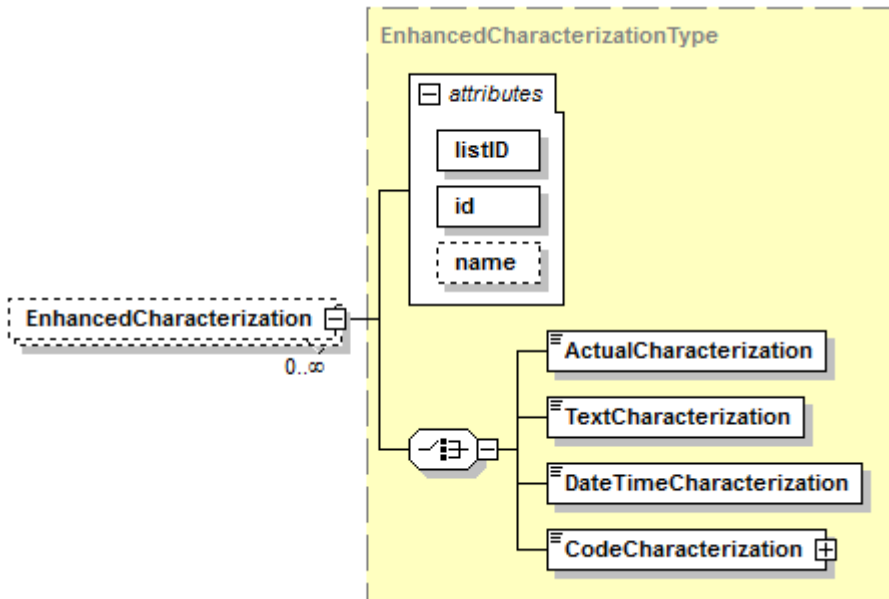 EnhancedCharacterizationType
attributes
listID
id
name
EnhancedCharacterization
0..∞
ActualCharacterization
TextCharacterization
DateTimeCharacterization
CodeCharacterization